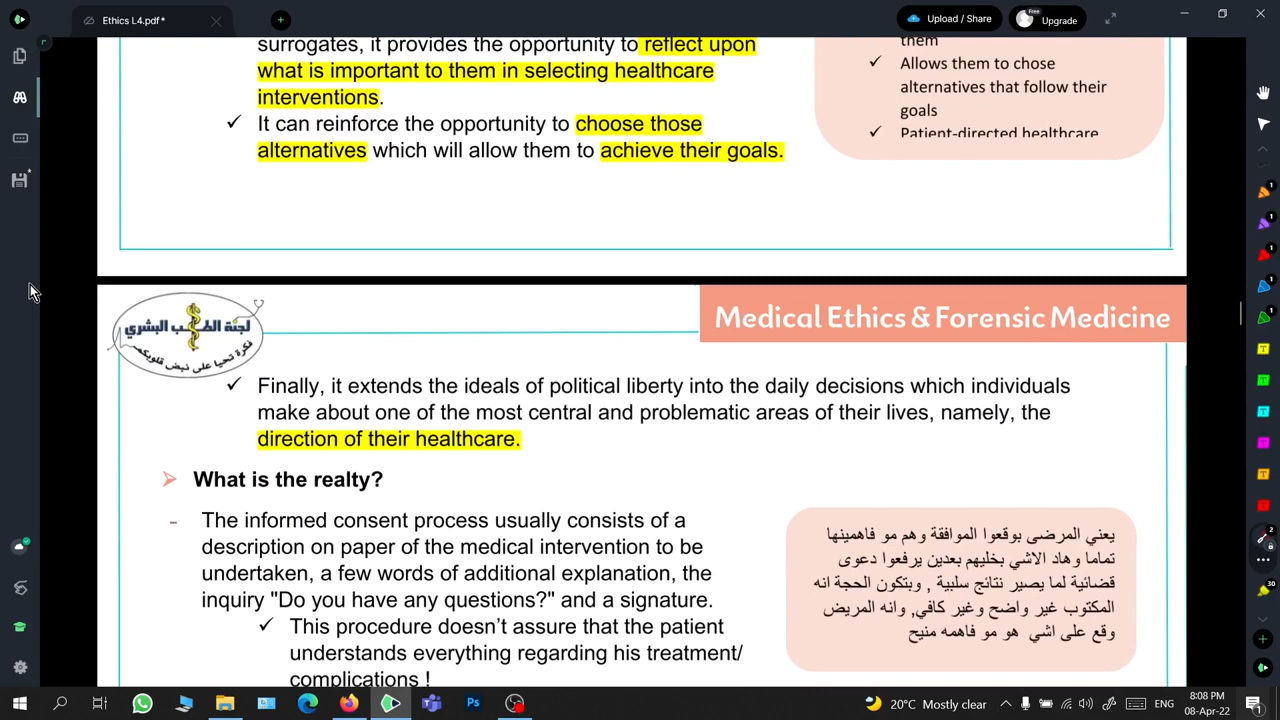 Ethics L4.pdf*
Upload / Share
Free
Upgrade
surrogates, it provides the opportunity to reflect upon
what is important to them in selecting healthcare
interventions.
It can reinforce the opportunity to choose those
alternatives which will allow them to achieve their goals.
them
Allows them to chose
alternatives that follow their
goals
Patient-directed healthcare
لجنة الطب البشري
فكرة تحيا على نبض قلوبكم
Medical Ethics & Forensic Medicine
Finally, it extends the ideals of political liberty into the daily decisions which individuals
make about one of the most central and problematic areas of their lives, namely, the
direction of their healthcare.
What is the realty?
- The informed consent process usually consists of a
description on paper of the medical intervention to be
undertaken, a few words of additional explanation, the
inquiry "Do you have any questions?" and a signature.
This procedure doesn't assure that the patient
understands everything regarding his treatment/
complications !
يعني المرضى بوقعوا الموافقة وهم مو فاهمينها
تماما وهاد الاشي بخليهم بعدين يرفعوا دعوى
قضائية لما يصير نتائج سلبية , وبتكون الحجة انه
المكتوب غير واضح وغير كافي, وانه المريض
وقع على اشي هو مو فاهمه منيح
20°C Mostly clear
ENG
8:08 PM
08-Apr-22